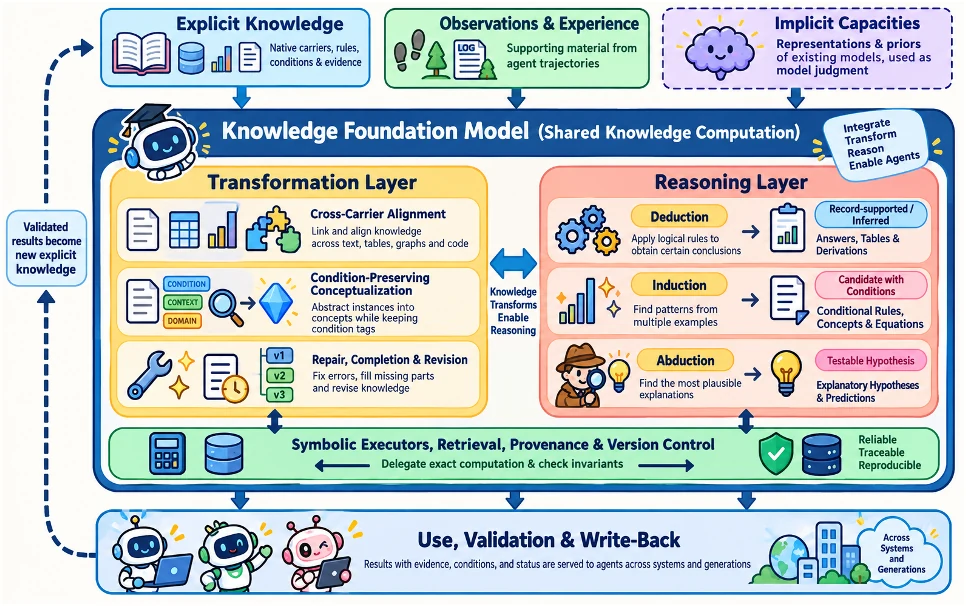 Explicit Knowledge
Native carriers, rules,
conditions & evidence
Observations & Experience
LOG
Supporting material from
agent trajectories
Implicit Capacities
Representations & priors
of existing models, used as
model judgment
Knowledge Foundation Model (Shared Knowledge Computation)
Integrate
Transform
Reason
Enable Agents
Validated
results become
new explicit
knowledge
Transformation Layer
Cross-Carrier Alignment
Link and align knowledge
across text, tables, graphs and code
CONDITION
CONTEXT
DOMAIN
Condition-Preserving
Conceptualization
Abstract instances into
concepts while keeping
condition tags
v1
v2
v3
Repair, Completion & Revision
Fix errors, fill missing parts
and revise knowledge
Knowledge
Transforms
Enable
Reasoning
Reasoning Layer
Deduction
Apply logical rules to
obtain certain conclusions
Record-supported /
Inferred
Answers, Tables &
Derivations
Induction
Find patterns from
multiple examples
Candidate with
Conditions
Conditional Rules,
Concepts & Equations
Abduction
Find the most plausible
explanations
Testable Hypothesis
Explanatory Hypotheses
& Predictions
Symbolic Executors, Retrieval, Provenance & Version Control
Delegate exact computation & check invariants
Reliable
Traceable
Reproducible
Use, Validation & Write-Back
Results with evidence, conditions, and status are served to agents across systems and generations
Across
Systems
and
Generations